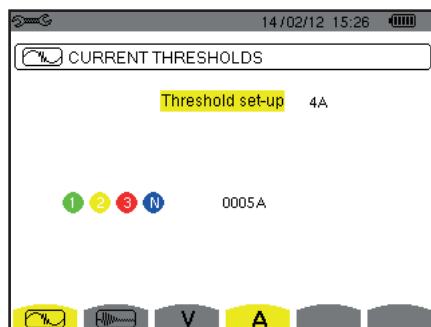 14/02/12 15:26
CURRENT THRESHOLDS
Threshold set-up 4A
1 2 3 N 0005A
V A